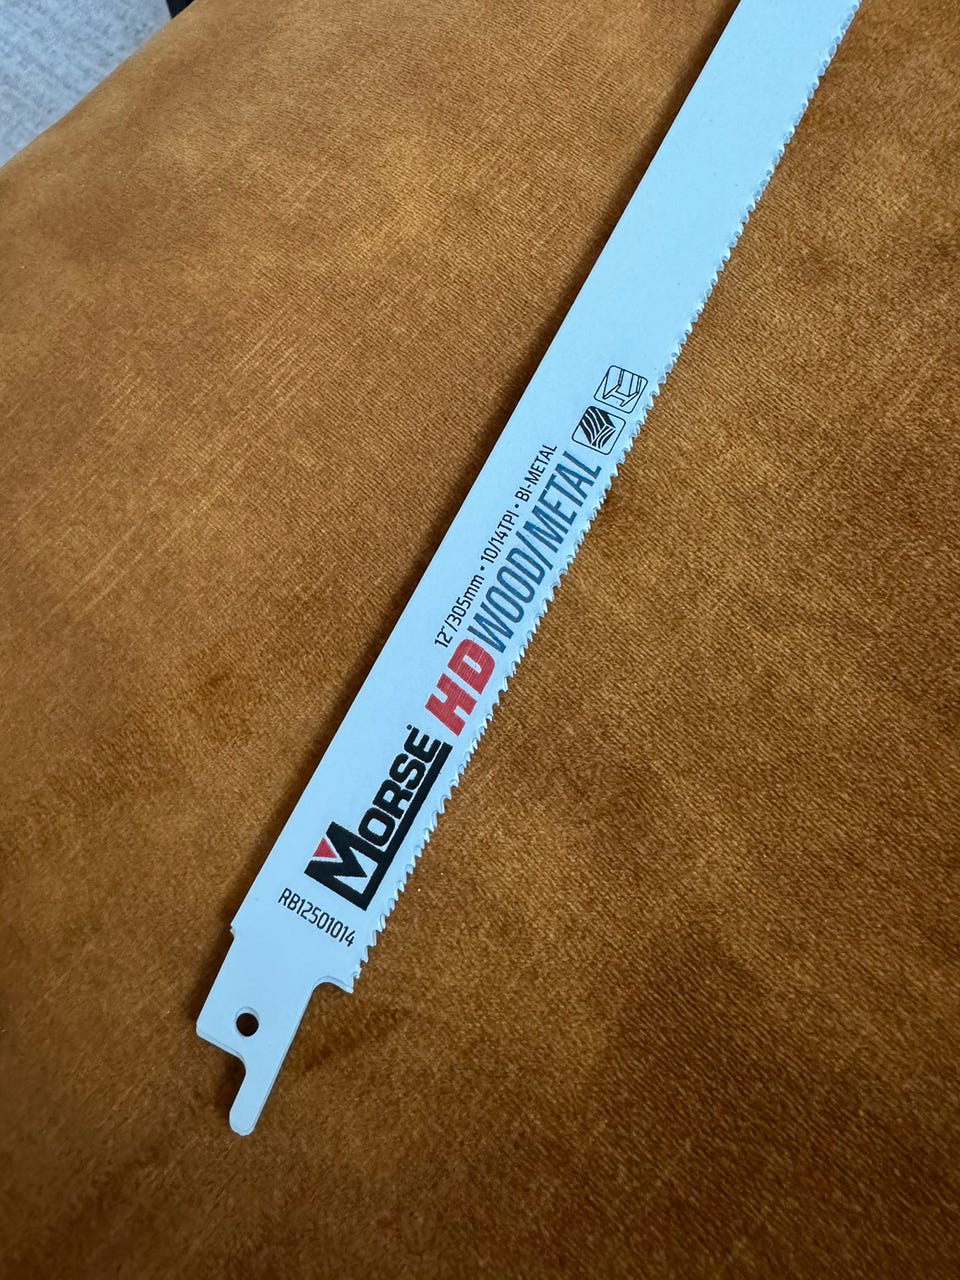 RB12501014
MORSE
HD WOOD/METAL
12"/305mm • 10/14TPI • BI-METAL